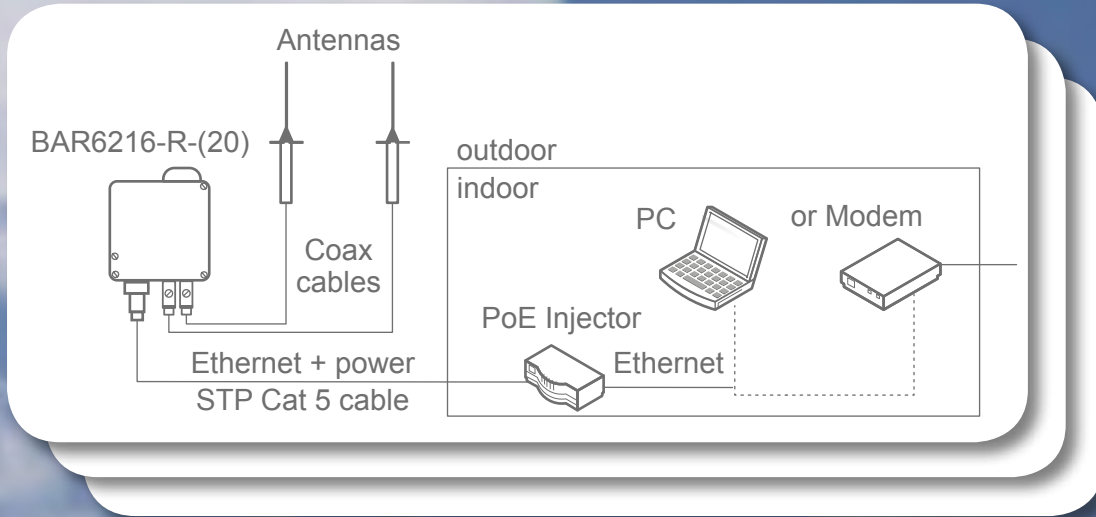 Antennas
BAR6216-R-(20)
outdoor
indoor
PC
or Modem
Coax
cables
PoE Injector
Ethernet + power
Ethernet
STP Cat 5 cable